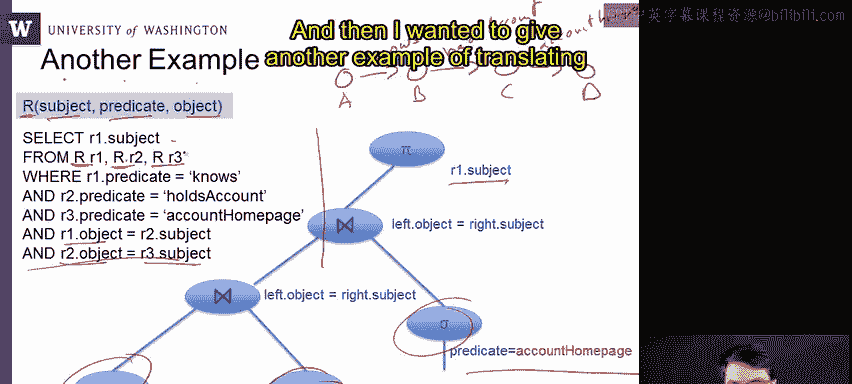 英字幕课程资源@bilibili.com
W UNIVERSITY OF WASHINGTON
And then I wanted to give
another example of translating
Another Example
A B C D
R(subject, predicate, object)
SELECT r1.subject
FROM R r1, R r2, R r3
WHERE r1.predicate = ‘knows’
AND r2.predicate = ‘holdsAccount’
AND r3.predicate = ‘accountHomepage’
AND r1.object = r2.subject
AND r2.object = r3.subject
π
r1.subject
⋈
left.object = right.subject
⋈
left.object = right.subject
σ
predicate=accountHomepage